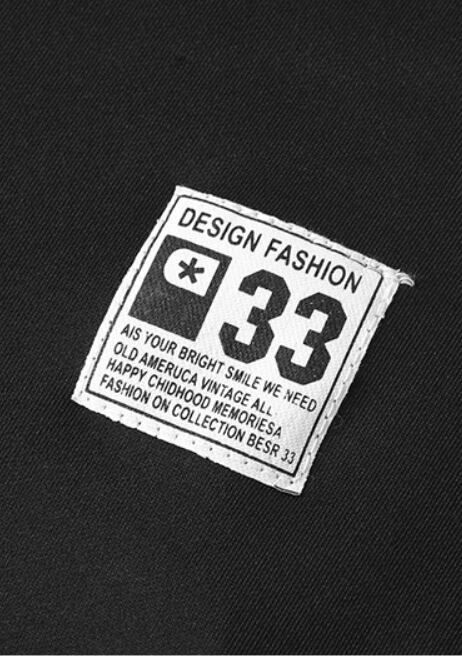 DESIGN FASHION
*
33
AIS YOUR BRIGHT SMILE WE NEED
OLD AMERUCA VINTAGE ALL
HAPPY CHIDHOOD MEMORIESA
FASHION ON COLLECTION BESR 33